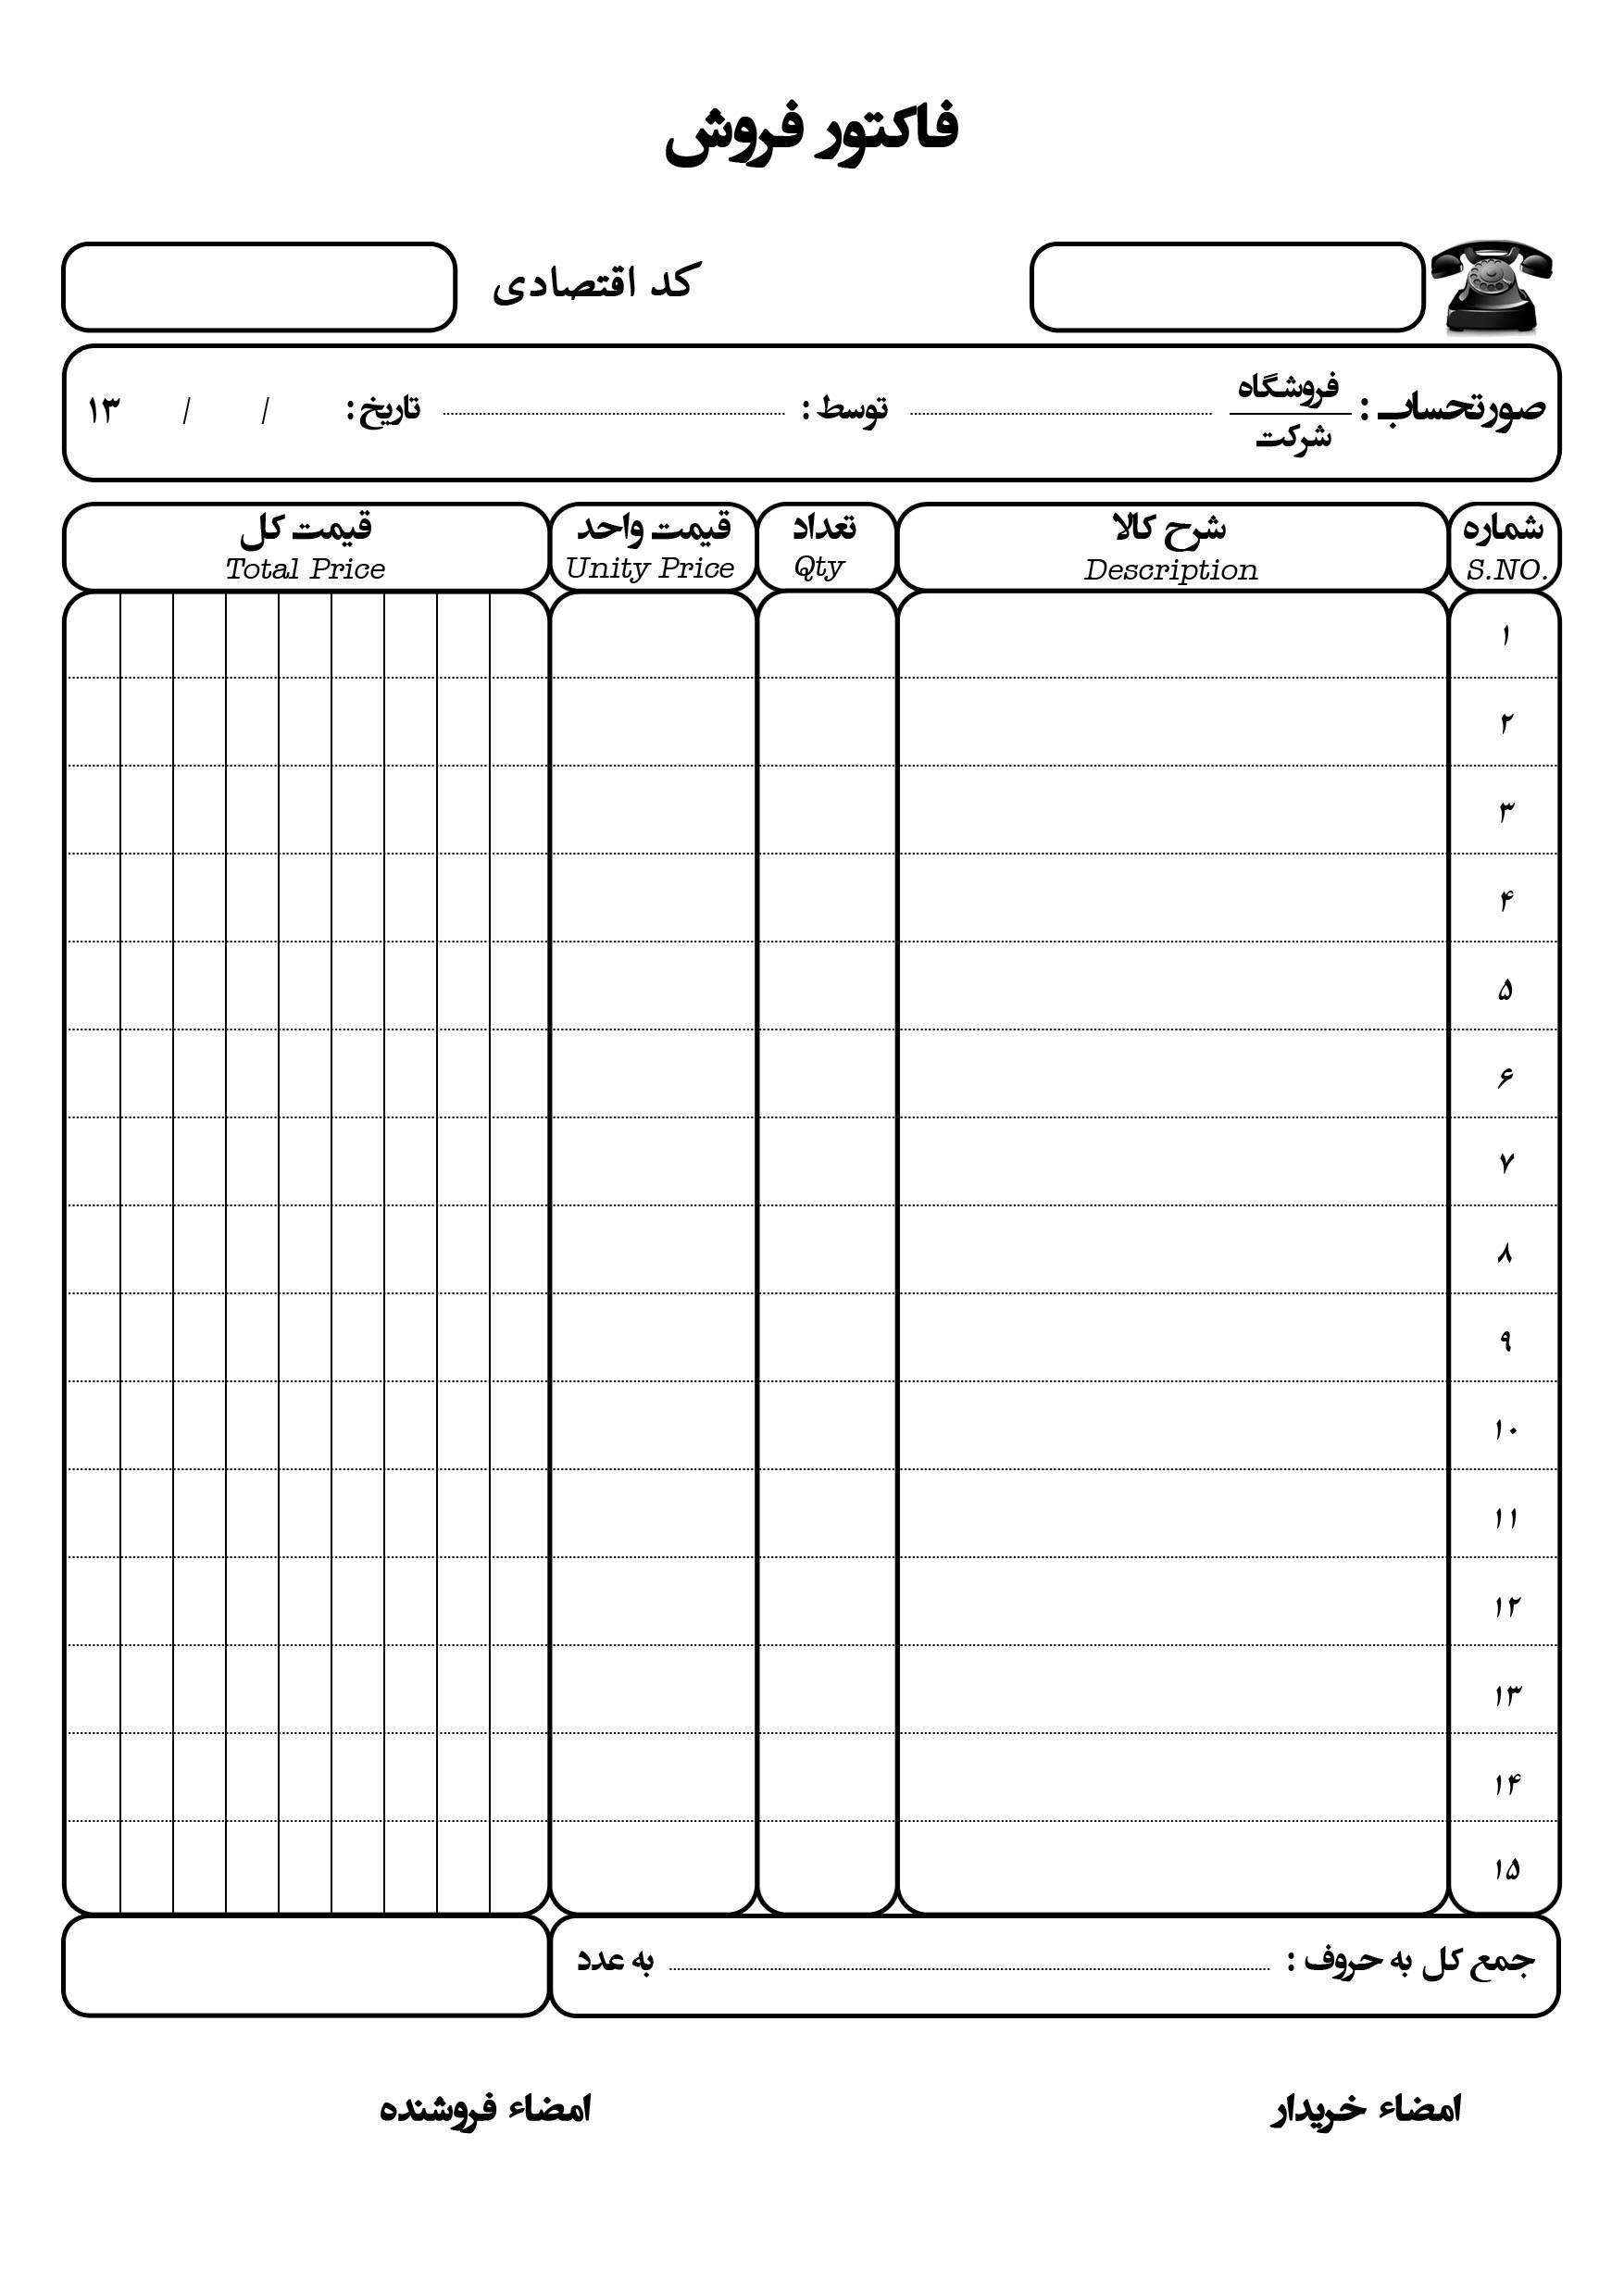 فاکتور فروش
کد اقتصادی
صورتحساب : فروشگاه
شرکت
توسط : تاریخ : / / ۱۳
شماره شرح کالا تعداد قیمت واحد قیمت کل
S.NO. Description Qty Unity Price Total Price
۱
۲
۳
۴
۵
۶
۷
۸
۹
۱۰
۱۱
۱۲
۱۳
۱۴
۱۵
جمع کل به حروف : به عدد
امضاء خریدار امضاء فروشنده